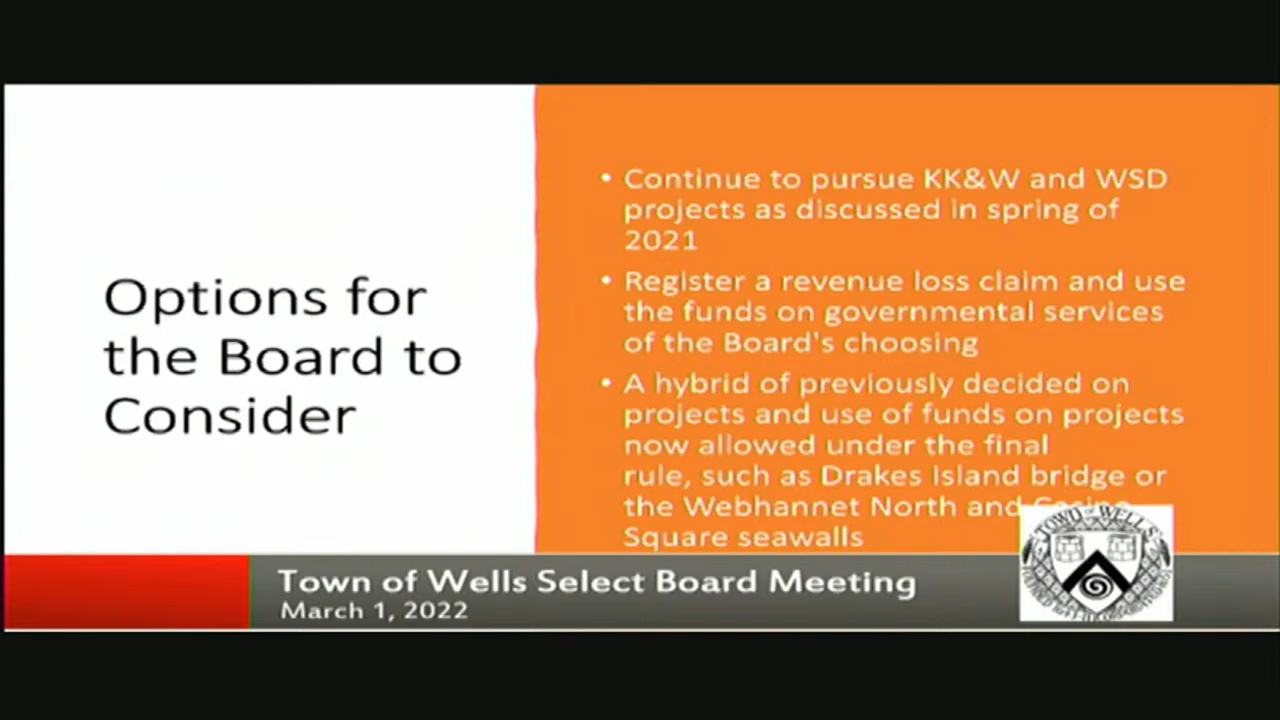 Options for
the Board to
Consider
• Continue to pursue KK&W and WSD
projects as discussed in spring of
2021
• Register a revenue loss claim and use
the funds on governmental services
of the Board's choosing
• A hybrid of previously decided on
projects and use of funds on projects
now allowed under the final
rule, such as Drakes Island bridge or
the Webhannet North and
Square seawalls
Town of Wells Select Board Meeting
March 1, 2022
TOWN OF WELLS